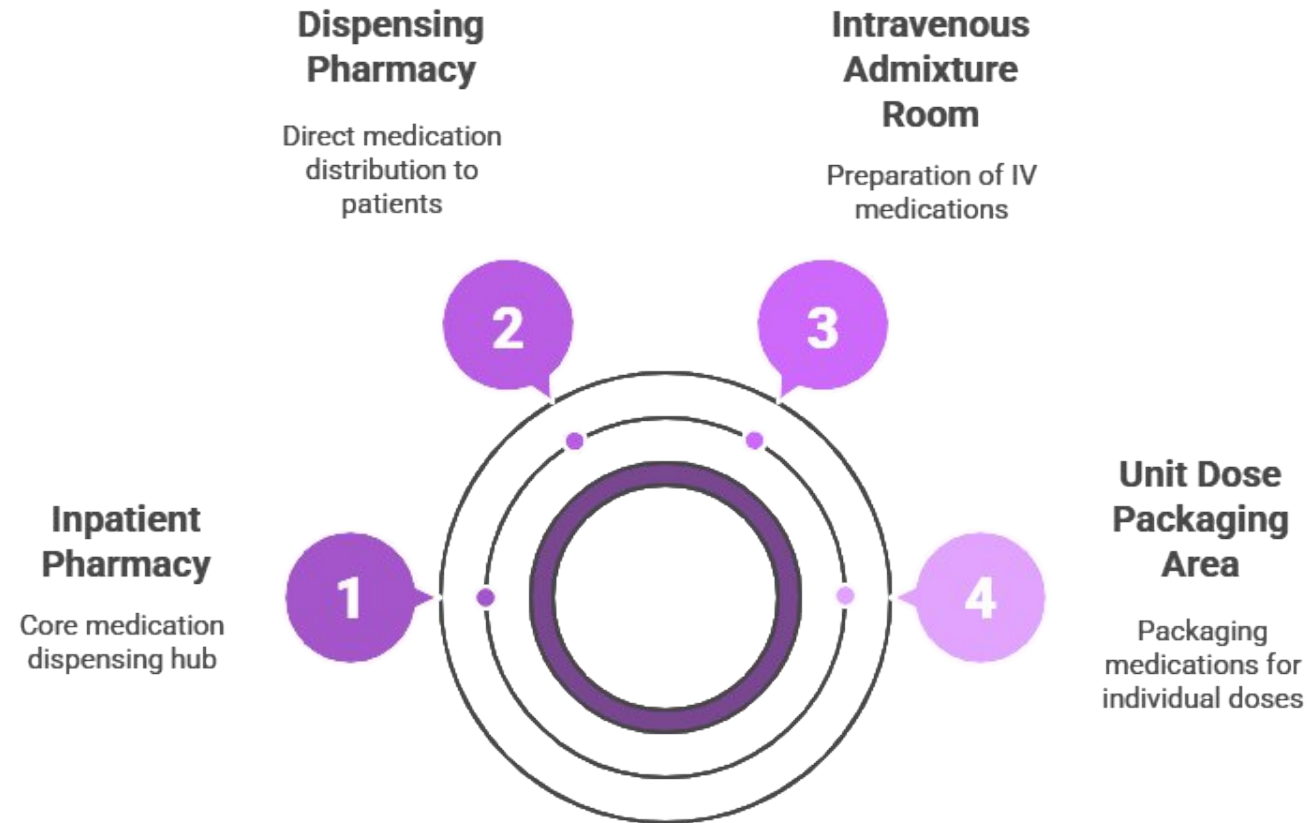 Inpatient
Pharmacy
Core medication
dispensing hub
1
Dispensing
Pharmacy
Direct medication
distribution to
patients
2
Intravenous
Admixture
Room
Preparation of IV
medications
3
Unit Dose
Packaging
Area
Packaging
medications for
individual doses
4